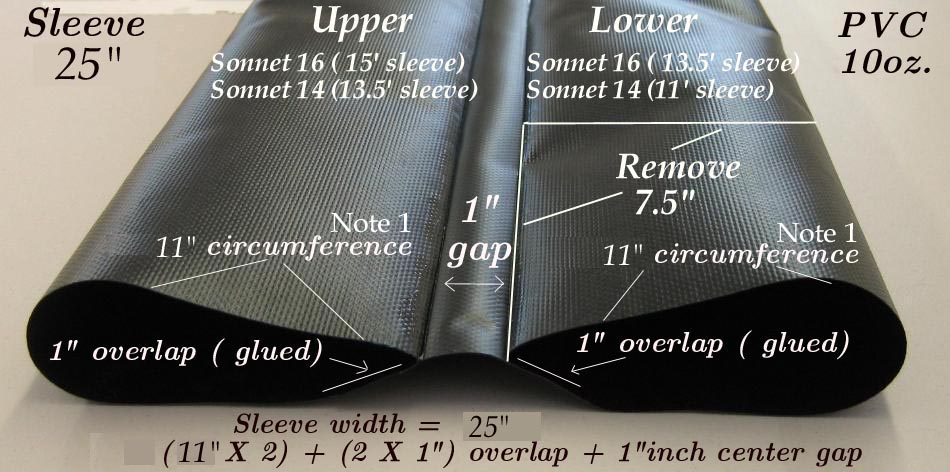 Sleeve
25"
Upper
Sonnet 16 ( 15' sleeve)
Sonnet 14 (13.5' sleeve)
Lower
Sonnet 16 ( 13.5' sleeve)
Sonnet 14 (11' sleeve)
PVC
10oz.
Remove
7.5"
1"
gap
Note 1
11" circumference
Note 1
11" circumference
1" overlap ( glued)
1" overlap ( glued)
Sleeve width = 25"
(11" X 2) + (2 X 1") overlap + 1"inch center gap